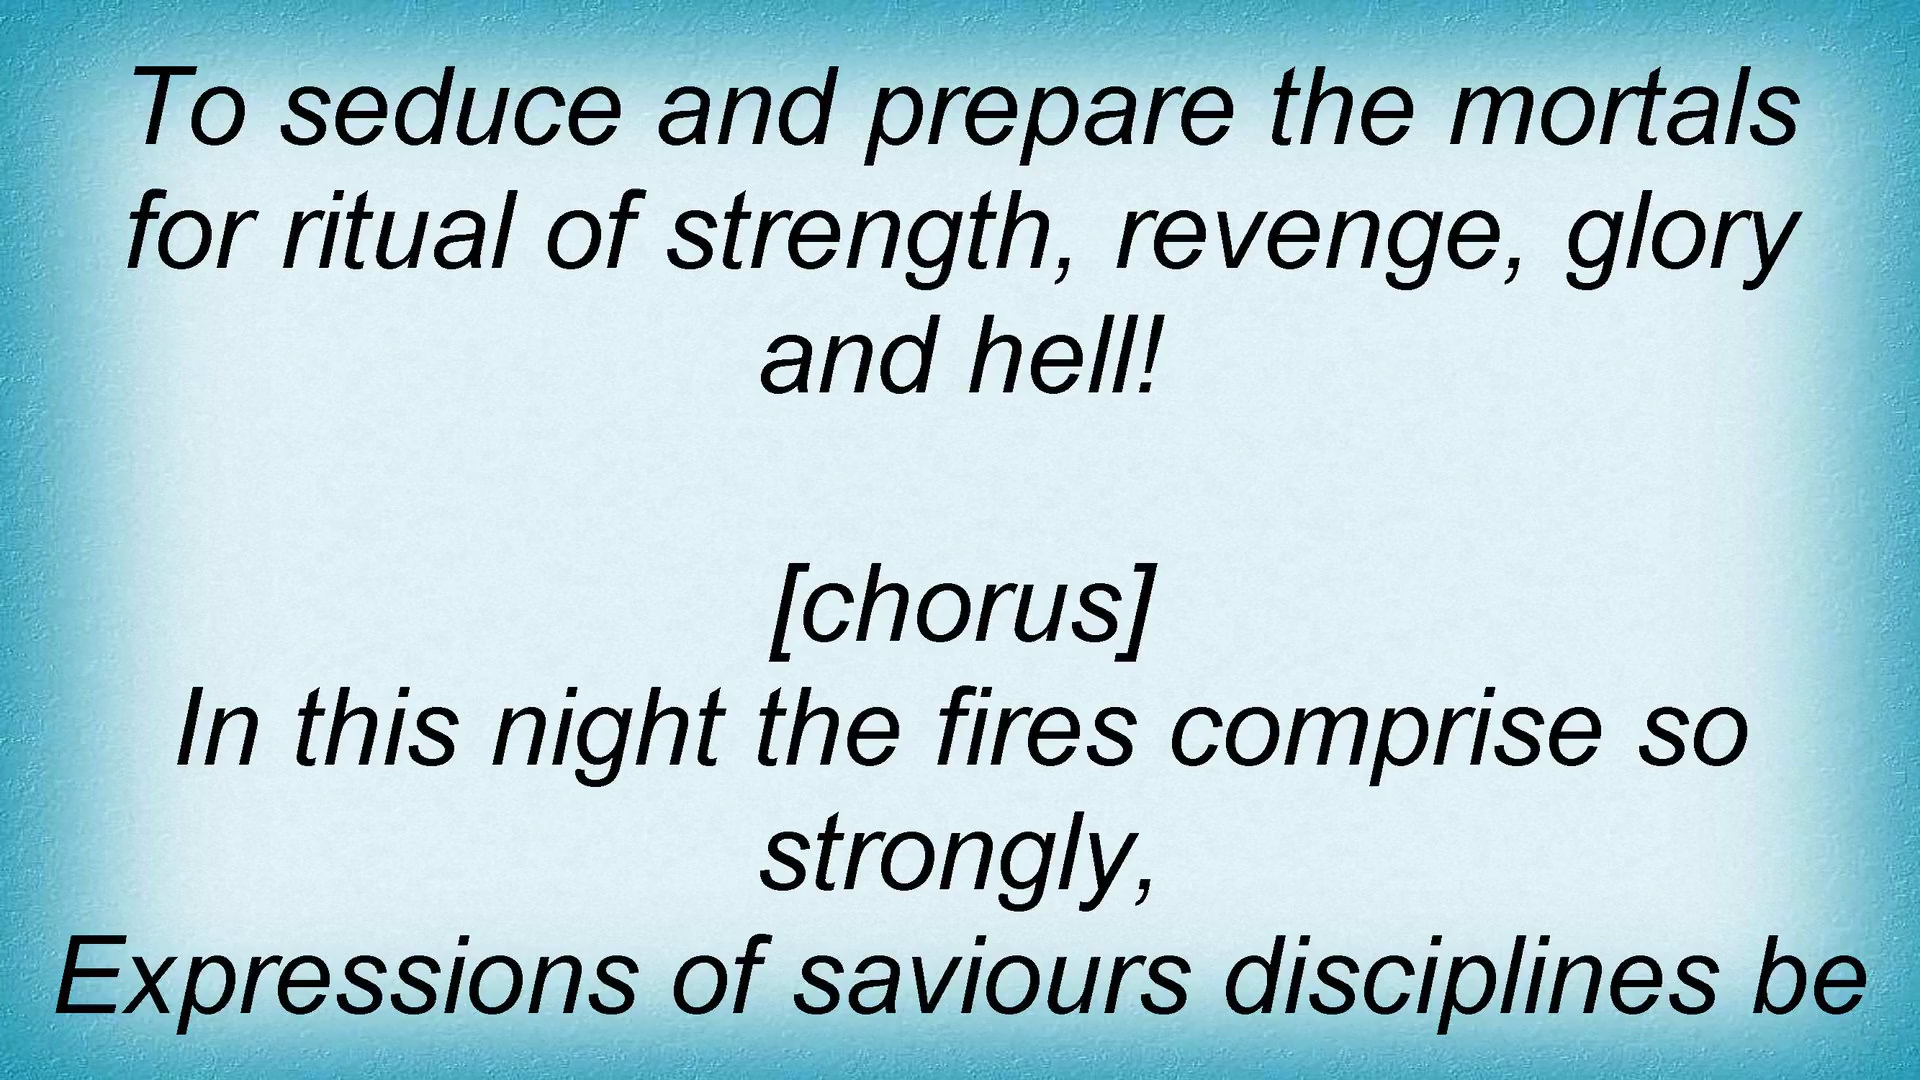 To seduce and prepare the mortals
for ritual of strength, revenge, glory
and hell!
[chorus]
In this night the fires comprise so
strongly,
Expressions of saviours disciplines be